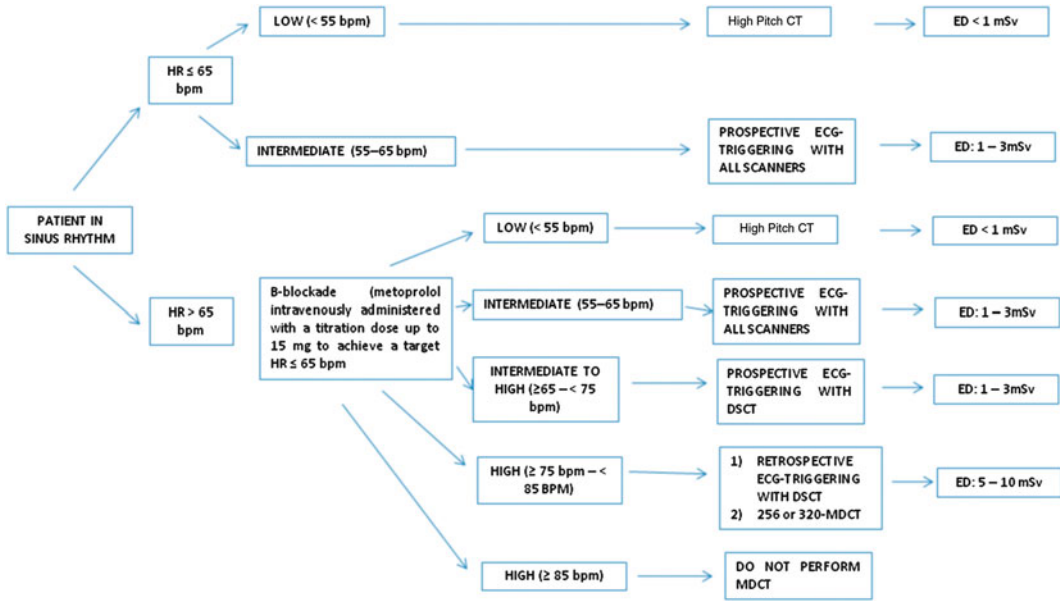 LOW (< 55 bpm)
High Pitch CT
ED < 1 mSv
HR ≤ 65
bpm
INTERMEDIATE (55–65 bpm)
PROSPECTIVE ECG-
TRIGGERING WITH
ALL SCANNERS
ED: 1 – 3mSv
PATIENT IN
SINUS RHYTHM
HR > 65
bpm
B-blockade (metoprolol
intravenously administered
with a titration dose up to
15 mg to achieve a target
HR ≤ 65 bpm
LOW (< 55 bpm)
High Pitch CT
ED < 1 mSv
INTERMEDIATE (55–65 bpm)
PROSPECTIVE ECG-
TRIGGERING WITH
ALL SCANNERS
ED: 1 – 3mSv
INTERMEDIATE TO
HIGH (≥65 – < 75
bpm)
PROSPECTIVE ECG-
TRIGGERING WITH
DSCT
ED: 1 – 3mSv
HIGH (≥ 75 bpm – <
85 BPM)
1) RETROSPECTIVE
ECG-TRIGGERING
WITH DSCT
2) 256 or 320-MDCT
ED: 5 – 10 mSv
HIGH (≥ 85 bpm)
DO NOT PERFORM
MDCT